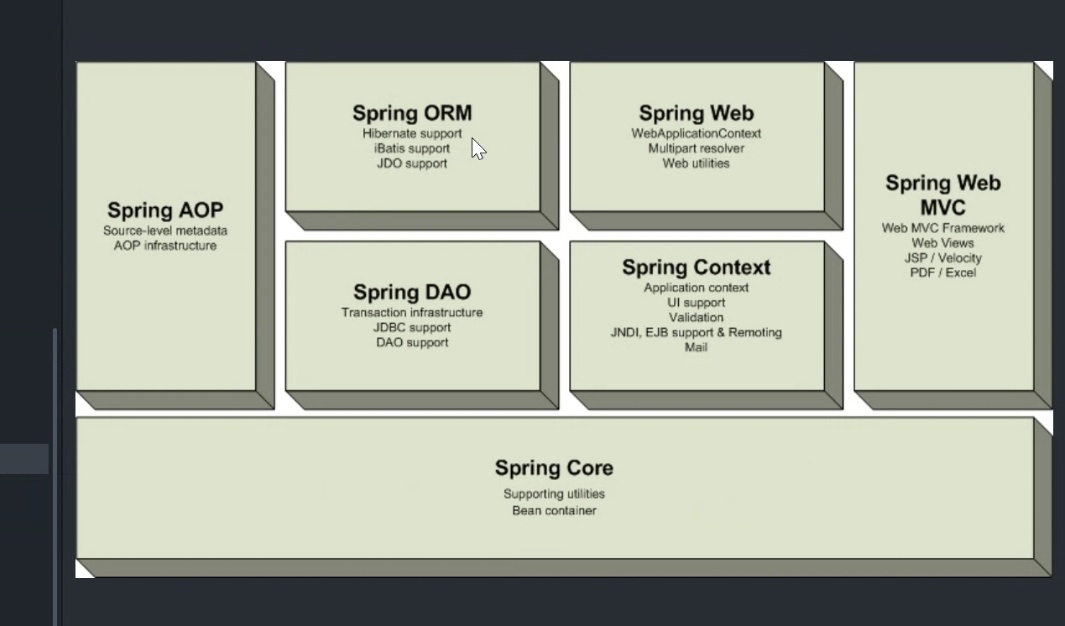 Spring AOP
Source-level metadata
AOP infrastructure
Spring ORM
Hibernate support
iBatis support
JDO support
Spring Web
WebApplicationContext
Multipart resolver
Web utilities
Spring Web
MVC
Web MVC Framework
Web Views
JSP / Velocity
PDF / Excel
Spring DAO
Transaction infrastructure
JDBC support
DAO support
Spring Context
Application context
UI support
Validation
JNDI, EJB support & Remoting
Mail
Spring Core
Supporting utilities
Bean container